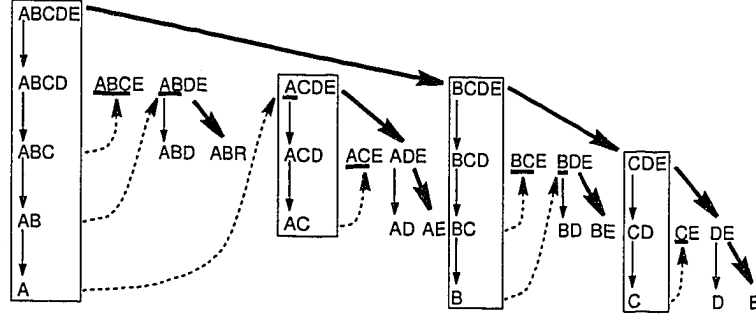 ABCDE
ABCD ABCE ABDE ACDE BCDE
ABC ABD ABR ACD ACE ADE BCD BCE BDE CDE
AB AC AD AE BC BD BE CD CE DE
A B C D E